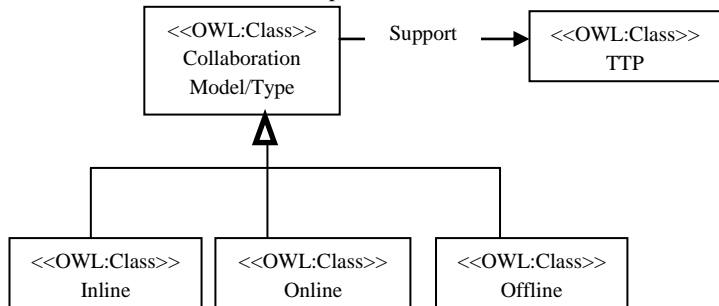 <<OWL:Class>>
Collaboration
Model/Type
Support
<<OWL:Class>>
TTP
<<OWL:Class>>
Inline
<<OWL:Class>>
Online
<<OWL:Class>>
Offline